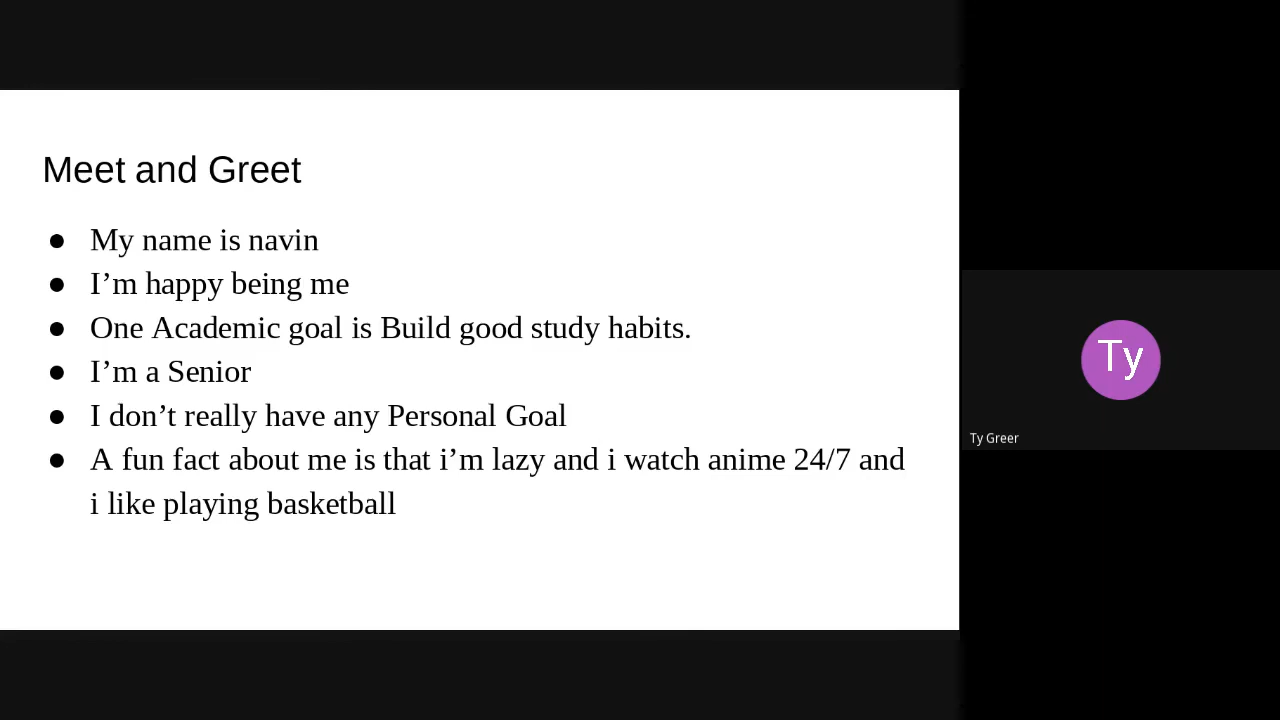 Meet and Greet
● My name is navin
● I’m happy being me
● One Academic goal is Build good study habits.
● I’m a Senior
● I don’t really have any Personal Goal
● A fun fact about me is that i’m lazy and i watch anime 24/7 and
i like playing basketball
Ty
Ty Greer